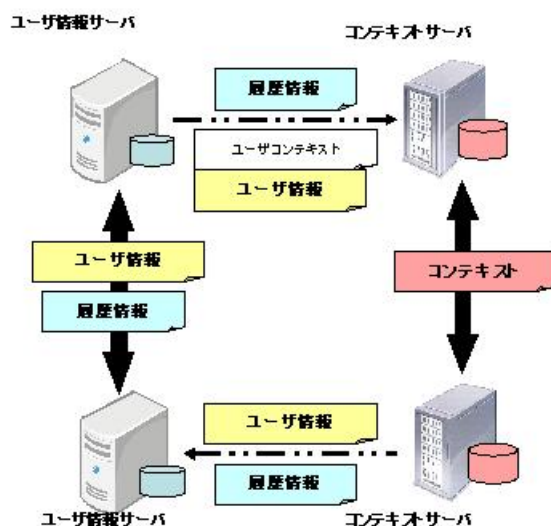 ユーザ情報サーバ
コンテキストサーバ
履歴情報
ユーザコンテキスト
ユーザ情報
ユーザ情報
履歴情報
コンテキスト
ユーザ情報
履歴情報
ユーザ情報サーバ
コンテキストサーバ